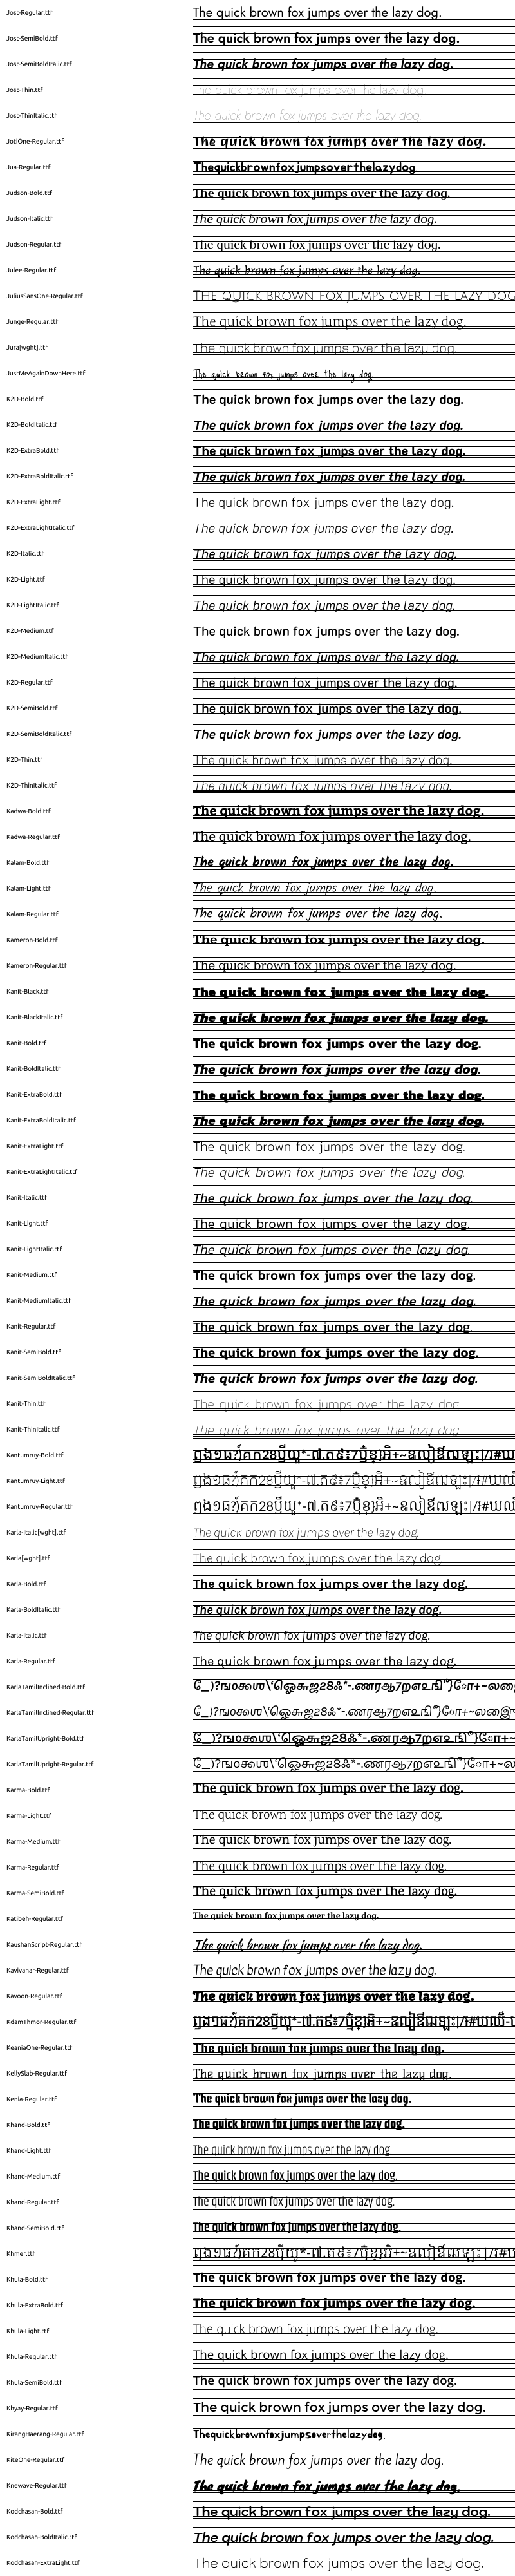 Jost-Regular.ttf The quick brown fox jumps over the lazy dog.
Jost-SemiBold.ttf The quick brown fox jumps over the lazy dog.
Jost-SemiBoldItalic.ttf The quick brown fox jumps over the lazy dog.
Jost-Thin.ttf The quick brown fox jumps over the lazy dog.
Jost-ThinItalic.ttf The quick brown fox jumps over the lazy dog.
JotiOne-Regular.ttf The quick brown fox jumps over the lazy dog.
Jua-Regular.ttf Thequickbrownfoxjumpsoverthelazydog.
Judson-Bold.ttf The quick brown fox jumps over the lazy dog.
Judson-Italic.ttf The quick brown fox jumps over the lazy dog.
Judson-Regular.ttf The quick brown fox jumps over the lazy dog.
Julee-Regular.ttf The quick brown fox jumps over the lazy dog.
JuliusSansOne-Regular.ttf THE QUICK BROWN FOX JUMPS OVER THE LAZY DOG
Junge-Regular.ttf The quick brown fox jumps over the lazy dog.
Jura[wght].ttf The quick brown fox jumps over the lazy dog.
JustMeAgainDownHere.ttf The quick brown fox jumps over the lazy dog.
K2D-Bold.ttf The quick brown fox jumps over the lazy dog.
K2D-BoldItalic.ttf The quick brown fox jumps over the lazy dog.
K2D-ExtraBold.ttf The quick brown fox jumps over the lazy dog.
K2D-ExtraBoldItalic.ttf The quick brown fox jumps over the lazy dog.
K2D-ExtraLight.ttf The quick brown fox jumps over the lazy dog.
K2D-ExtraLightItalic.ttf The quick brown fox jumps over the lazy dog.
K2D-Italic.ttf The quick brown fox jumps over the lazy dog.
K2D-Light.ttf The quick brown fox jumps over the lazy dog.
K2D-LightItalic.ttf The quick brown fox jumps over the lazy dog.
K2D-Medium.ttf The quick brown fox jumps over the lazy dog.
K2D-MediumItalic.ttf The quick brown fox jumps over the lazy dog.
K2D-Regular.ttf The quick brown fox jumps over the lazy dog.
K2D-SemiBold.ttf The quick brown fox jumps over the lazy dog.
K2D-SemiBoldItalic.ttf The quick brown fox jumps over the lazy dog.
K2D-Thin.ttf The quick brown fox jumps over the lazy dog.
K2D-ThinItalic.ttf The quick brown fox jumps over the lazy dog.
Kadwa-Bold.ttf The quick brown fox jumps over the lazy dog.
Kadwa-Regular.ttf The quick brown fox jumps over the lazy dog.
Kalam-Bold.ttf The quick brown fox jumps over the lazy dog.
Kalam-Light.ttf The quick brown fox jumps over the lazy dog.
Kalam-Regular.ttf The quick brown fox jumps over the lazy dog.
Kameron-Bold.ttf The quick brown fox jumps over the lazy dog.
Kameron-Regular.ttf The quick brown fox jumps over the lazy dog.
Kanit-Black.ttf The quick brown fox jumps over the lazy dog.
Kanit-BlackItalic.ttf The quick brown fox jumps over the lazy dog.
Kanit-Bold.ttf The quick brown fox jumps over the lazy dog.
Kanit-BoldItalic.ttf The quick brown fox jumps over the lazy dog.
Kanit-ExtraBold.ttf The quick brown fox jumps over the lazy dog.
Kanit-ExtraBoldItalic.ttf The quick brown fox jumps over the lazy dog.
Kanit-ExtraLight.ttf The quick brown fox jumps over the lazy dog.
Kanit-ExtraLightItalic.ttf The quick brown fox jumps over the lazy dog.
Kanit-Italic.ttf The quick brown fox jumps over the lazy dog.
Kanit-Light.ttf The quick brown fox jumps over the lazy dog.
Kanit-LightItalic.ttf The quick brown fox jumps over the lazy dog.
Kanit-Medium.ttf The quick brown fox jumps over the lazy dog.
Kanit-MediumItalic.ttf The quick brown fox jumps over the lazy dog.
Kanit-Regular.ttf The quick brown fox jumps over the lazy dog.
Kanit-SemiBold.ttf The quick brown fox jumps over the lazy dog.
Kanit-SemiBoldItalic.ttf The quick brown fox jumps over the lazy dog.
Kanit-Thin.ttf The quick brown fox jumps over the lazy dog.
Kanit-ThinItalic.ttf The quick brown fox jumps over the lazy dog.
Kantumruy-Bold.ttf
Kantumruy-Light.ttf
Kantumruy-Regular.ttf
Karla-Italic[wght].ttf The quick brown fox jumps over the lazy dog.
Karla[wght].ttf The quick brown fox jumps over the lazy dog.
Karla-Bold.ttf The quick brown fox jumps over the lazy dog.
Karla-BoldItalic.ttf The quick brown fox jumps over the lazy dog.
Karla-Italic.ttf The quick brown fox jumps over the lazy dog.
Karla-Regular.ttf The quick brown fox jumps over the lazy dog.
KarlaTamilInclined-Bold.ttf
KarlaTamilInclined-Regular.ttf
KarlaTamilUpright-Bold.ttf
KarlaTamilUpright-Regular.ttf
Karma-Bold.ttf The quick brown fox jumps over the lazy dog.
Karma-Light.ttf The quick brown fox jumps over the lazy dog.
Karma-Medium.ttf The quick brown fox jumps over the lazy dog.
Karma-Regular.ttf The quick brown fox jumps over the lazy dog.
Karma-SemiBold.ttf The quick brown fox jumps over the lazy dog.
Katibeh-Regular.ttf The quick brown fox jumps over the lazy dog.
KaushanScript-Regular.ttf The quick brown fox jumps over the lazy dog.
Kavivanar-Regular.ttf The quick brown fox jumps over the lazy dog.
Kavoon-Regular.ttf The quick brown fox jumps over the lazy dog.
KdamThmor-Regular.ttf
KeaniaOne-Regular.ttf The quick brown fox jumps over the lazy dog.
KellySlab-Regular.ttf The quick brown fox jumps over the lazy dog.
Kenia-Regular.ttf The quick brown fox jumps over the lazy dog.
Khand-Bold.ttf The quick brown fox jumps over the lazy dog.
Khand-Light.ttf The quick brown fox jumps over the lazy dog.
Khand-Medium.ttf The quick brown fox jumps over the lazy dog.
Khand-Regular.ttf The quick brown fox jumps over the lazy dog.
Khand-SemiBold.ttf The quick brown fox jumps over the lazy dog.
Khmer.ttf
Khula-Bold.ttf The quick brown fox jumps over the lazy dog.
Khula-ExtraBold.ttf The quick brown fox jumps over the lazy dog.
Khula-Light.ttf The quick brown fox jumps over the lazy dog.
Khula-Regular.ttf The quick brown fox jumps over the lazy dog.
Khula-SemiBold.ttf The quick brown fox jumps over the lazy dog.
Khyay-Regular.ttf The quick brown fox jumps over the lazy dog.
KirangHaerang-Regular.ttf Thequickbrownfoxjumpsoverthelazydog.
KiteOne-Regular.ttf The quick brown fox jumps over the lazy dog.
Knewave-Regular.ttf The quick brown fox jumps over the lazy dog.
Kodchasan-Bold.ttf The quick brown fox jumps over the lazy dog.
Kodchasan-BoldItalic.ttf The quick brown fox jumps over the lazy dog.
Kodchasan-ExtraLight.ttf The quick brown fox jumps over the lazy dog.